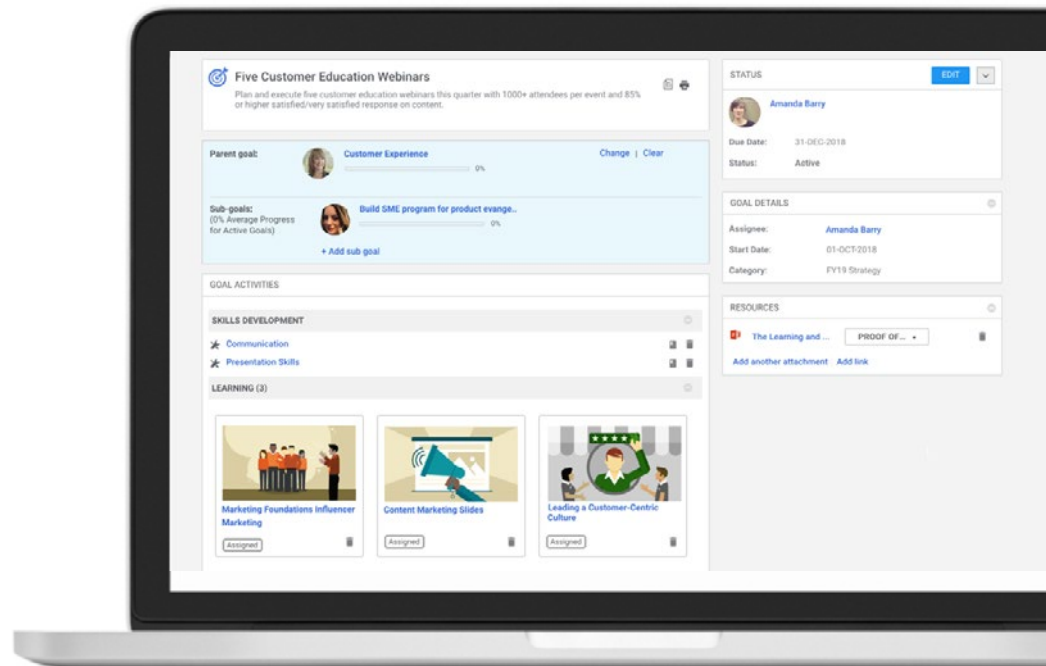 Five Customer Education Webinars
Plan and execute five customer education webinars this quarter with 1000+ attendees per event and 85%
or higher satisfied/very satisfied response on content.
Parent goal:
Customer Experience
Change | Clear
0%
Sub-goals:
(0% Average Progress
for Active Goals)
Build SME program for product evange..
0%
+ Add sub goal
GOAL ACTIVITIES
SKILLS DEVELOPMENT
Communication
Presentation Skills
LEARNING (3)
Marketing Foundations Influencer
Marketing
Assigned
Content Marketing Slides
Assigned
Leading a Customer-Centric
Culture
Assigned
STATUS
EDIT
Amanda Barry
Due Date: 31-DEC-2018
Status: Active
GOAL DETAILS
Assignee: Amanda Barry
Start Date: 01-OCT-2018
Category: FY19 Strategy
RESOURCES
The Learning and ...
PROOF OF...
Add another attachment Add link